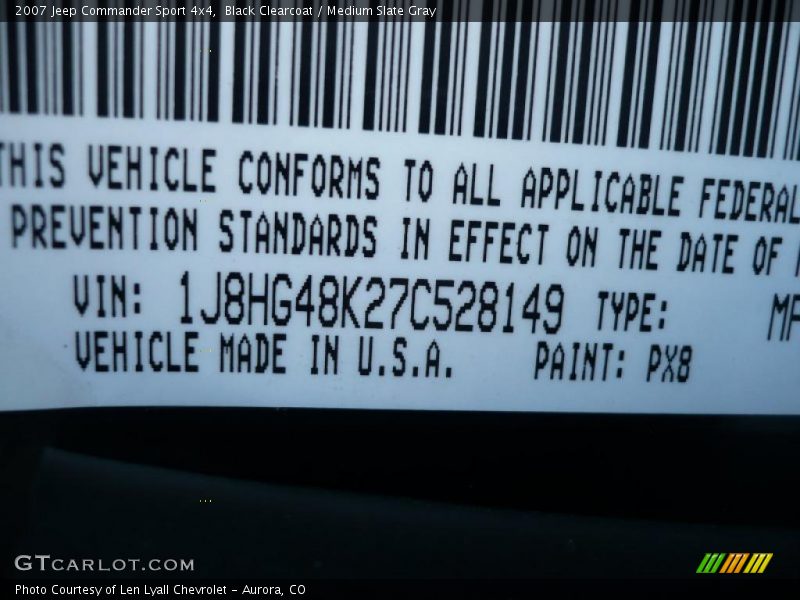 2007 Jeep Commander Sport 4x4, Black Clearcoat / Medium Slate Gray
THIS VEHICLE CONFORMS TO ALL APPLICABLE FEDERAL
PREVENTION STANDARDS IN EFFECT ON THE DATE OF
VIN: 1J8HG48K27C528149 TYPE: MP
VEHICLE MADE IN U.S.A. PAINT: PX8
GTCARLOT.COM
Photo Courtesy of Len Lyall Chevrolet - Aurora, CO